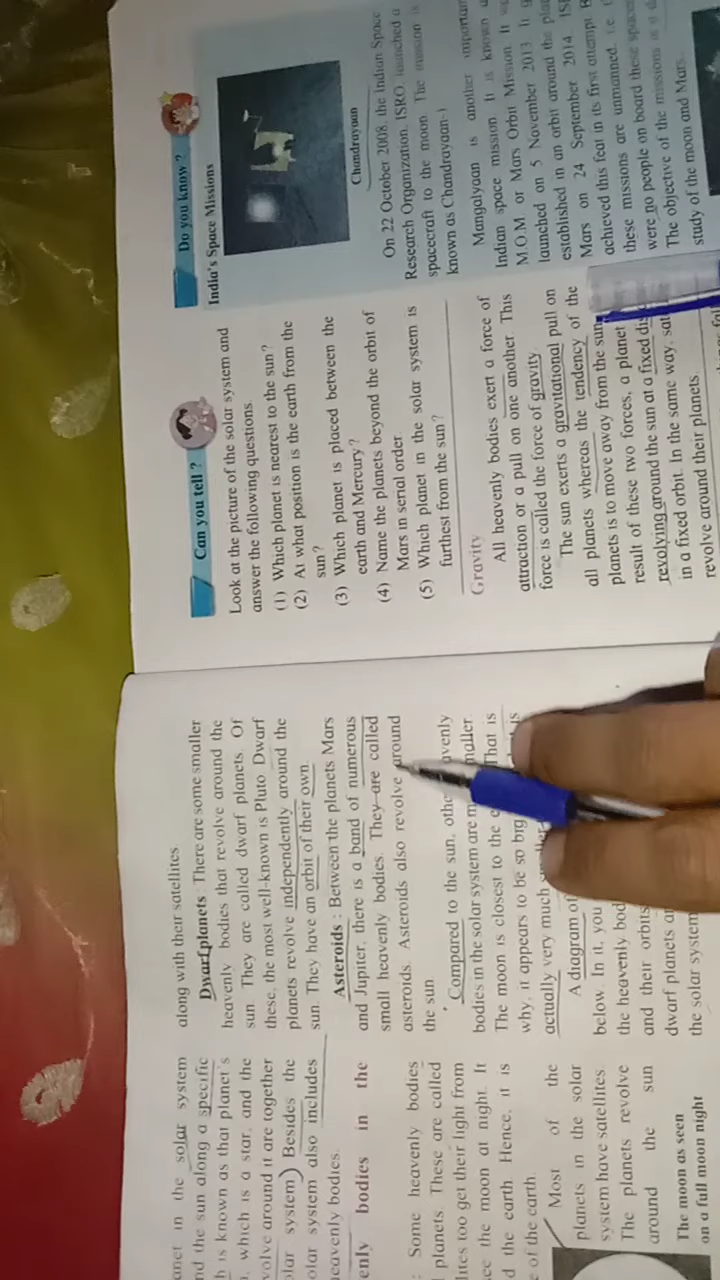 anet in the solar system
nd the sun along a specific
h is known as that planet's
, which is a star, and the
volve around it are together
lar system) Besides the
olar system also includes
heavenly bodies.
enly bodies in the
: Some heavenly bodies
planets These are called
lites too get their light from
ee the moon at night. It
d the earth Hence, it is
e of the earth.
Most of the
planets in the solar
system have satellites.
The planets revolve
around the sun
The moon as seen
on a full moon night
along with their satellites
Dwarf planets : There are some smaller
heavenly bodies that revolve around the
sun They are called dwarf planets Of
these, the most well-known is Pluto Dwarf
planets revolve independently around the
sun. They have an orbit of their own.
Asteroids : Between the planets Mars
and Jupiter, there is a band of numerous
small heavenly bodies. They are called
asteroids. Asteroids also revolve around
the sun
Compared to the sun, othe avenly
bodies in the solar system are m maller
The moon is closest to the e That is
why, it appears to be so big
actually very much
A diagram of
below. In it, you
the heavenly bod
and their orbits
dwarf planets ar
the solar system
Can you tell ?
Look at the picture of the solar system and
answer the following questions.
(1) Which planet is nearest to the sun?
(2) At what position is the earth from the
sun?
(3) Which planet is placed between the
earth and Mercury?
(4) Name the planets beyond the orbit of
Mars in serial order
(5) Which planet in the solar system is
furthest from the sun?
Gravity
All heavenly bodies exert a force of
attraction or a pull on one another. This
force is called the force of gravity.
The sun exerts a gravitational pull on
all planets whereas the tendency of the
planets is to move away from the sun.
result of these two forces, a planet
revolving around the sun at a fixed dis
in a fixed orbit. In the same way, sat
revolve around their planets.
Do you know ?
India's Space Missions
Chandrayaan
On 22 October 2008, the Indian Space
Research Organization, ISRO, launched a
spacecraft to the moon The mission is
known as Chandrayaan-1
Mangalyaan is another important
Indian space mission It is known a
M.O.M or Mars Orbit Mission It w
launched on 5 November 2013 It
established in an orbit around the plan
Mars on 24 September 2014 IS
achieved this feat in its first attempt
these missions are unmanned, i.e.
were no people on board these space
The objective of the missions is
study of the moon and Mars.